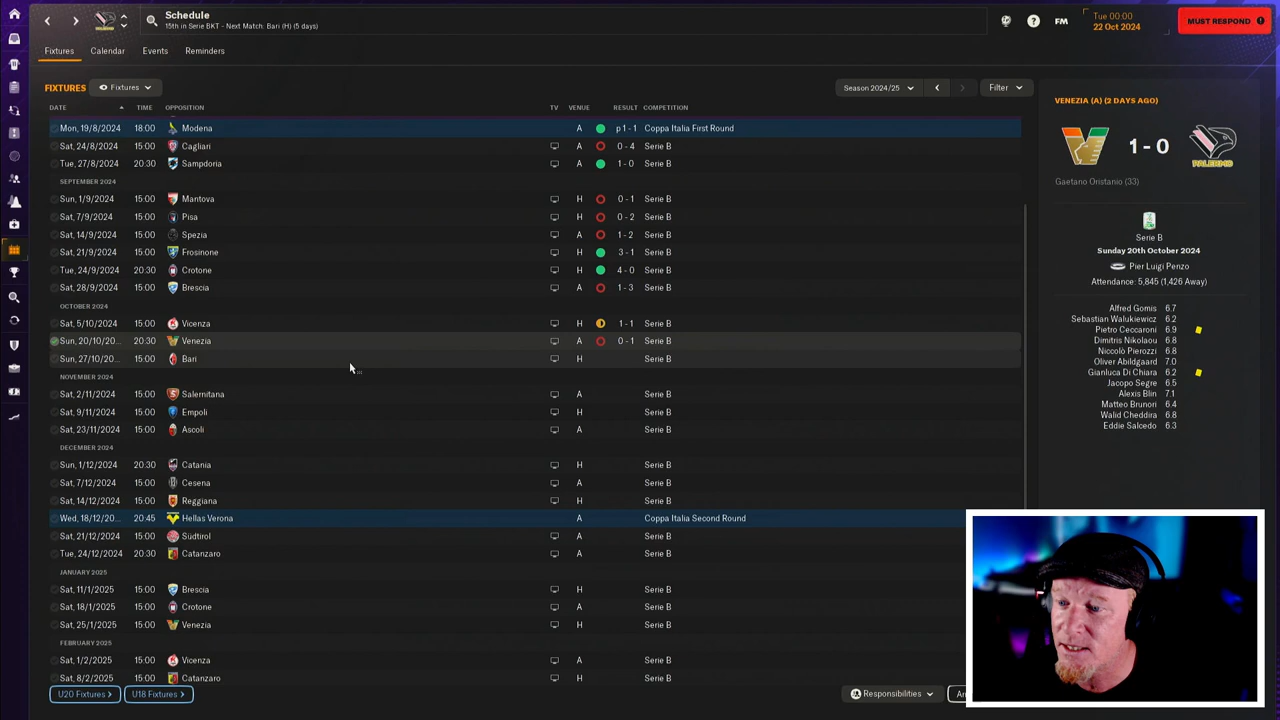 Schedule
15th in Serie BKT - Next Match: Bari (H) (5 days)
FM
Tue 00:00
22 Oct 2024
MUST RESPOND
Fixtures Calendar Events Reminders
FIXTURES Fixtures Season 2024/25 Filter
DATE TIME OPPOSITION TV VENUE RESULT COMPETITION
Mon, 19/8/2024 18:00 Modena A p 1 - 1 Coppa Italia First Round
Sat, 24/8/2024 15:00 Cagliari A 0 - 4 Serie B
Tue, 27/8/2024 20:30 Sampdoria A 1 - 0 Serie B
SEPTEMBER 2024
Sun, 1/9/2024 15:00 Mantova H 0 - 1 Serie B
Sat, 7/9/2024 15:00 Pisa H 0 - 2 Serie B
Sat, 14/9/2024 15:00 Spezia A 1 - 2 Serie B
Sat, 21/9/2024 15:00 Frosinone H 3 - 1 Serie B
Tue, 24/9/2024 20:30 Crotone H 4 - 0 Serie B
Sat, 28/9/2024 15:00 Brescia A 1 - 3 Serie B
OCTOBER 2024
Sat, 5/10/2024 15:00 Vicenza H 1 - 1 Serie B
Sun, 20/10/20... 20:30 Venezia A 0 - 1 Serie B
Sun, 27/10/20... 15:00 Bari H Serie B
NOVEMBER 2024
Sat, 2/11/2024 15:00 Salernitana A Serie B
Sat, 9/11/2024 15:00 Empoli H Serie B
Sat, 23/11/2024 15:00 Ascoli A Serie B
DECEMBER 2024
Sun, 1/12/2024 20:30 Catania H Serie B
Sat, 7/12/2024 15:00 Cesena A Serie B
Sat, 14/12/2024 15:00 Reggiana H Serie B
Wed, 18/12/20... 20:45 Hellas Verona A Coppa Italia Second Round
Sat, 21/12/2024 15:00 Südtirol A Serie B
Tue, 24/12/2024 20:30 Catanzaro A Serie B
JANUARY 2025
Sat, 11/1/2025 15:00 Brescia H Serie B
Sat, 18/1/2025 15:00 Crotone A Serie B
Sat, 25/1/2025 15:00 Venezia H Serie B
FEBRUARY 2025
Sat, 1/2/2025 15:00 Vicenza A Serie B
Sat, 8/2/2025 15:00 Catanzaro H Serie B
U20 Fixtures > U18 Fixtures > Responsibilities
VENEZIA (A) (2 DAYS AGO)
1 - 0
PALERMO
Gaetano Oristanio (33)
Serie B
Sunday 20th October 2024
Pier Luigi Penzo
Attendance: 5,845 (1,426 Away)
Alfred Gomis 6.7
Sebastian Walukiewicz 6.2
Pietro Ceccaroni 6.9
Dimitris Nikolaou 6.8
Niccolò Pierozzi 6.8
Oliver Abildgaard 7.0
Gianluca Di Chiara 6.2
Jacopo Segre 6.5
Alexis Blin 7.1
Matteo Brunori 6.4
Walid Cheddira 6.8
Eddie Salcedo 6.3